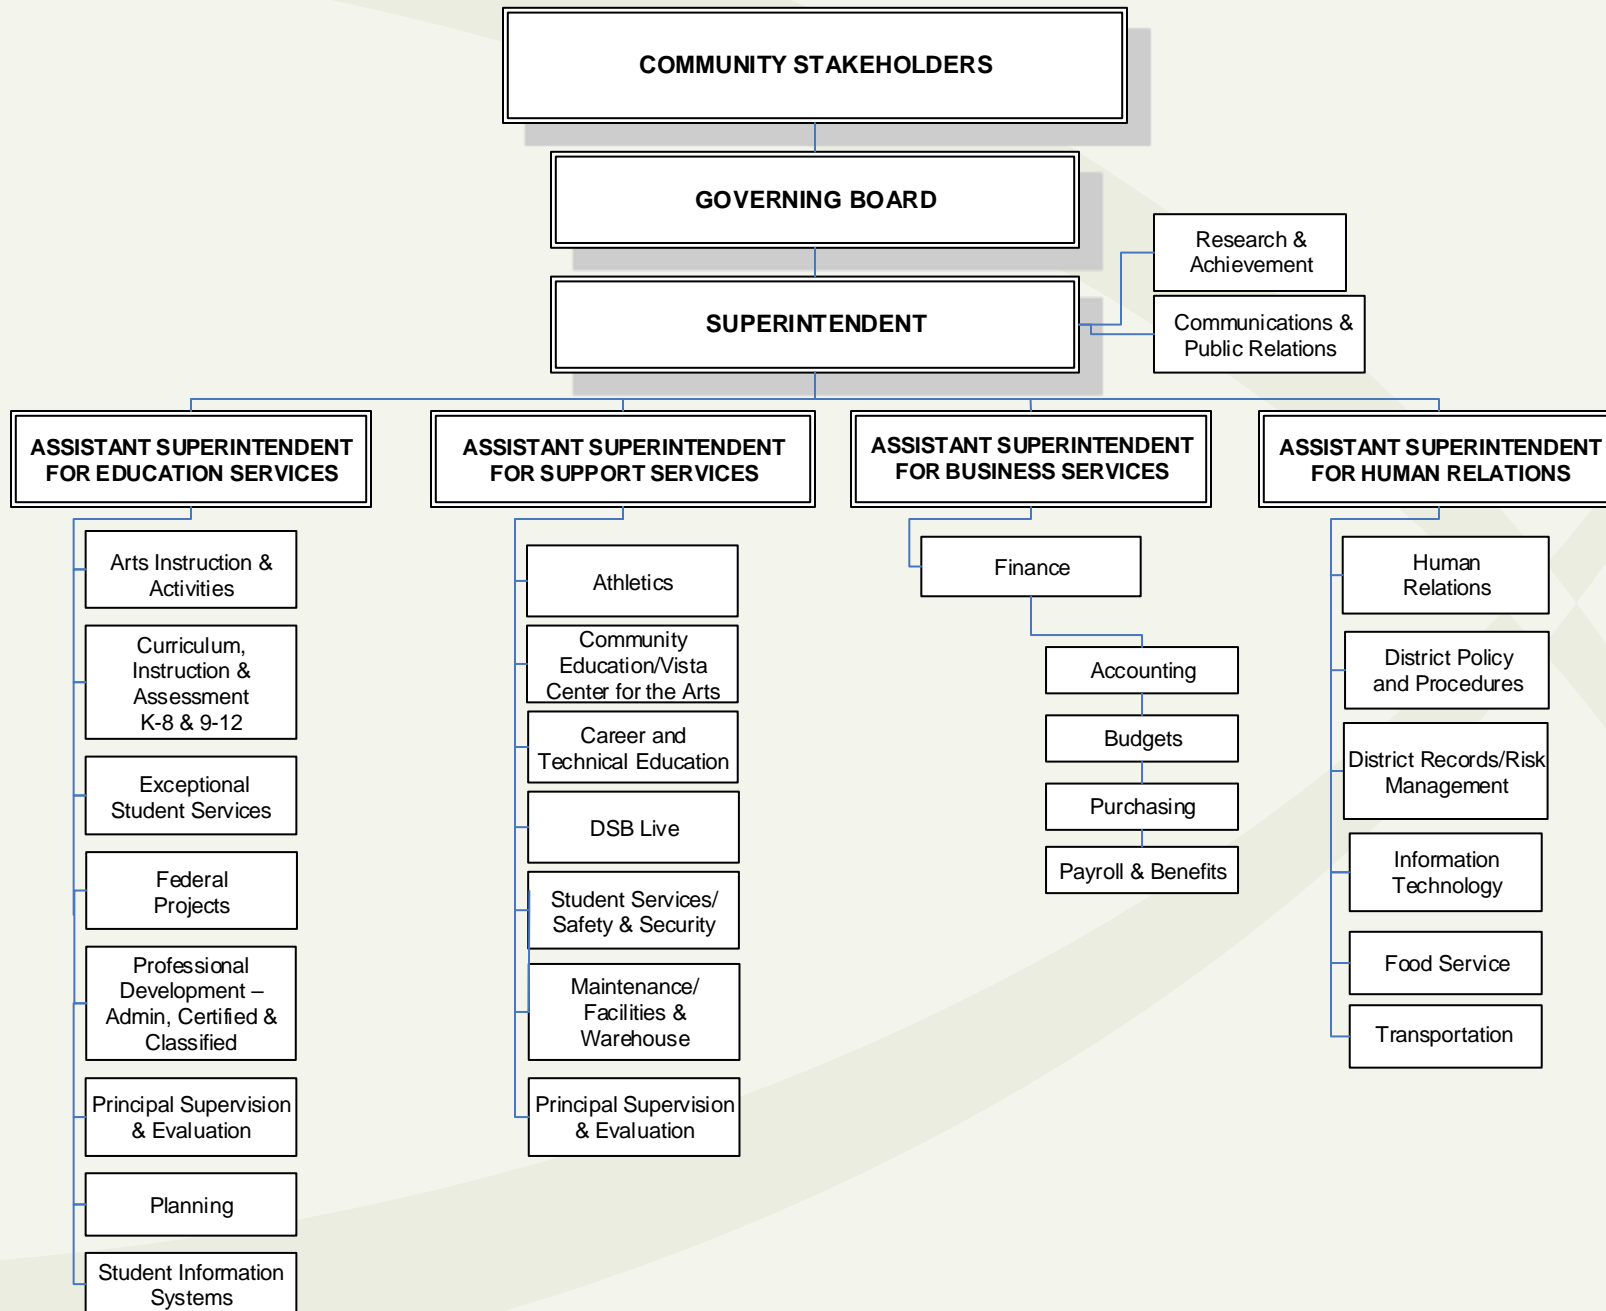 COMMUNITY STAKEHOLDERS
GOVERNING BOARD
SUPERINTENDENT
Research &
Achievement
Communications &
Public Relations
ASSISTANT SUPERINTENDENT
FOR EDUCATION SERVICES
Arts Instruction &
Activities
Curriculum,
Instruction &
Assessment
K-8 & 9-12
Exceptional
Student Services
Federal
Projects
Professional
Development –
Admin, Certified &
Classified
Principal Supervision
& Evaluation
Planning
Student Information
Systems
ASSISTANT SUPERINTENDENT
FOR SUPPORT SERVICES
Athletics
Community
Education/Vista
Center for the Arts
Career and
Technical Education
DSB Live
Student Services/
Safety & Security
Maintenance/
Facilities &
Warehouse
Principal Supervision
& Evaluation
ASSISTANT SUPERINTENDENT
FOR BUSINESS SERVICES
Finance
Accounting
Budgets
Purchasing
Payroll & Benefits
ASSISTANT SUPERINTENDENT
FOR HUMAN RELATIONS
Human
Relations
District Policy
and Procedures
District Records/Risk
Management
Information
Technology
Food Service
Transportation